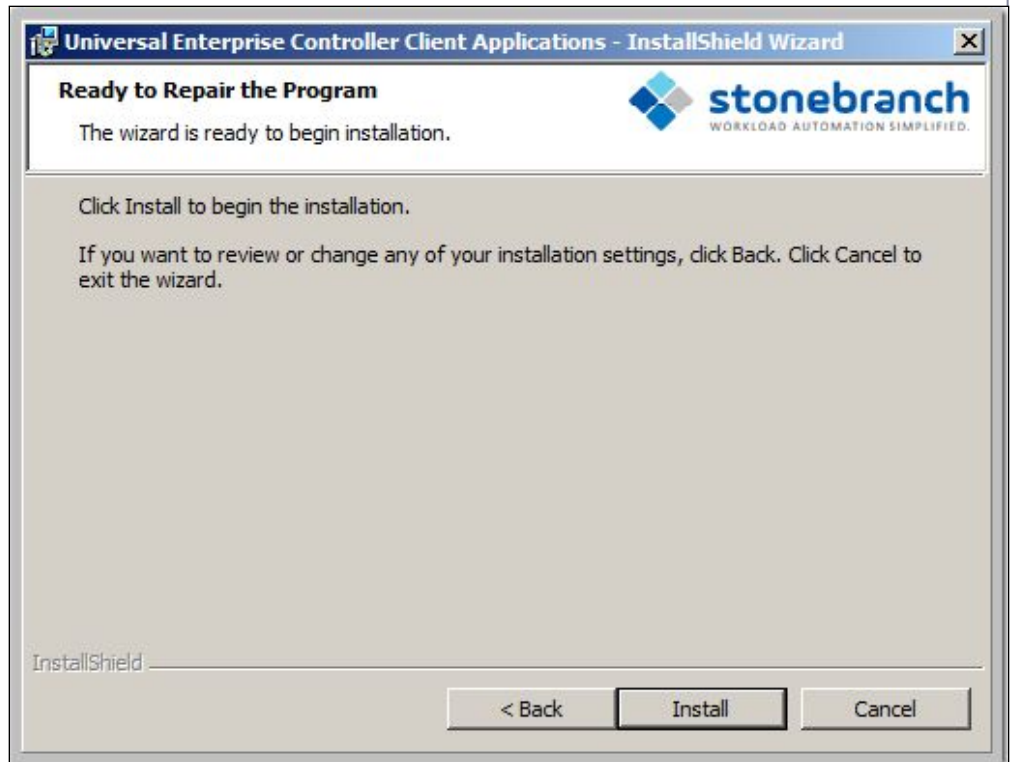 Universal Enterprise Controller Client Applications - InstallShield Wizard
Ready to Repair the Program
The wizard is ready to begin installation.
stonebranch
WORKLOAD AUTOMATION SIMPLIFIED.
Click Install to begin the installation.
If you want to review or change any of your installation settings, click Back. Click Cancel to
exit the wizard.
InstallShield
< Back
Install
Cancel